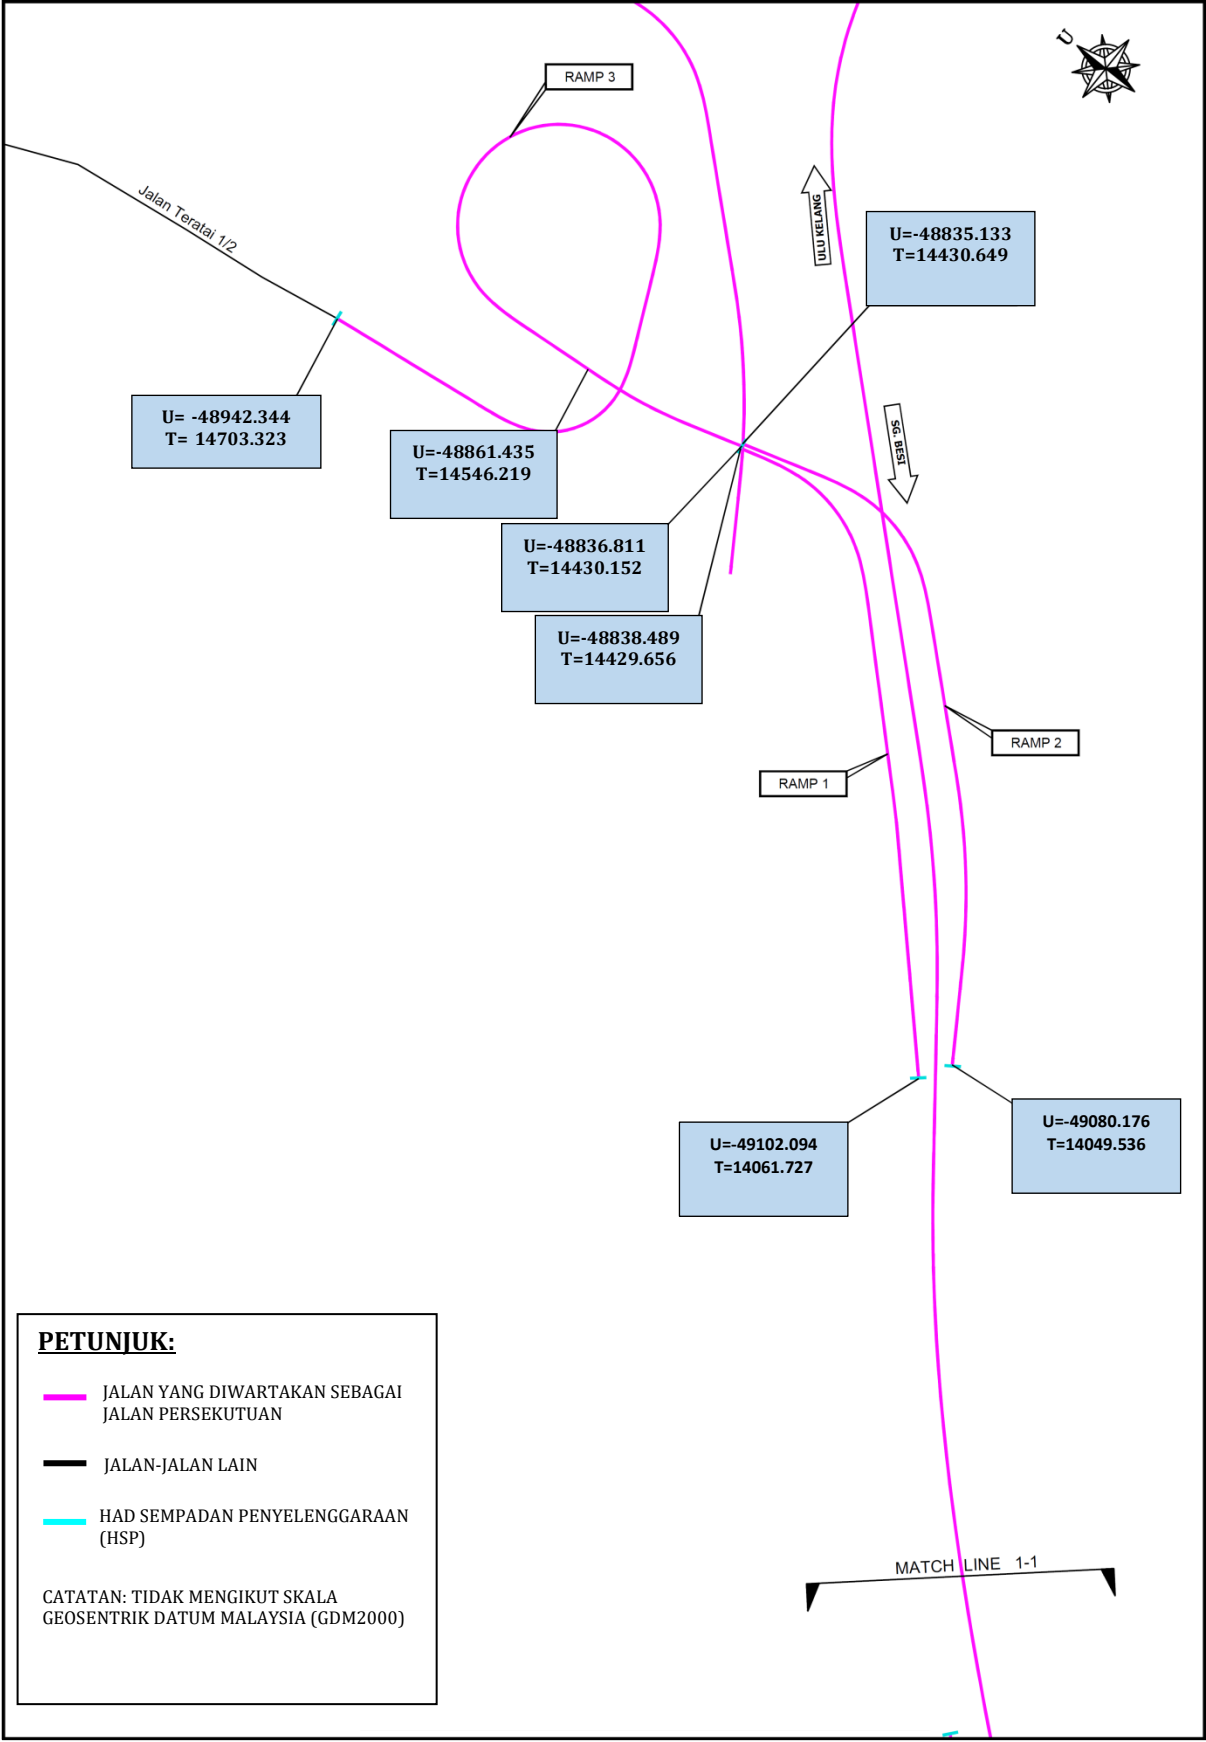 U
RAMP 3
Jalan Teratai 1/2
ULU KELANG
U=-48835.133
T=14430.649
U= -48942.344
T= 14703.323
SG. BESI
U=-48861.435
T=14546.219
U=-48836.811
T=14430.152
U=-48838.489
T=14429.656
RAMP 2
RAMP 1
U=-49102.094
T=14061.727
U=-49080.176
T=14049.536
PETUNJUK:
JALAN YANG DIWARTAKAN SEBAGAI
JALAN PERSEKUTUAN
JALAN-JALAN LAIN
HAD SEMPADAN PENYELENGGARAAN
(HSP)
CATATAN: TIDAK MENGIKUT SKALA
GEOSENTRIK DATUM MALAYSIA (GDM2000)
MATCH LINE 1-1